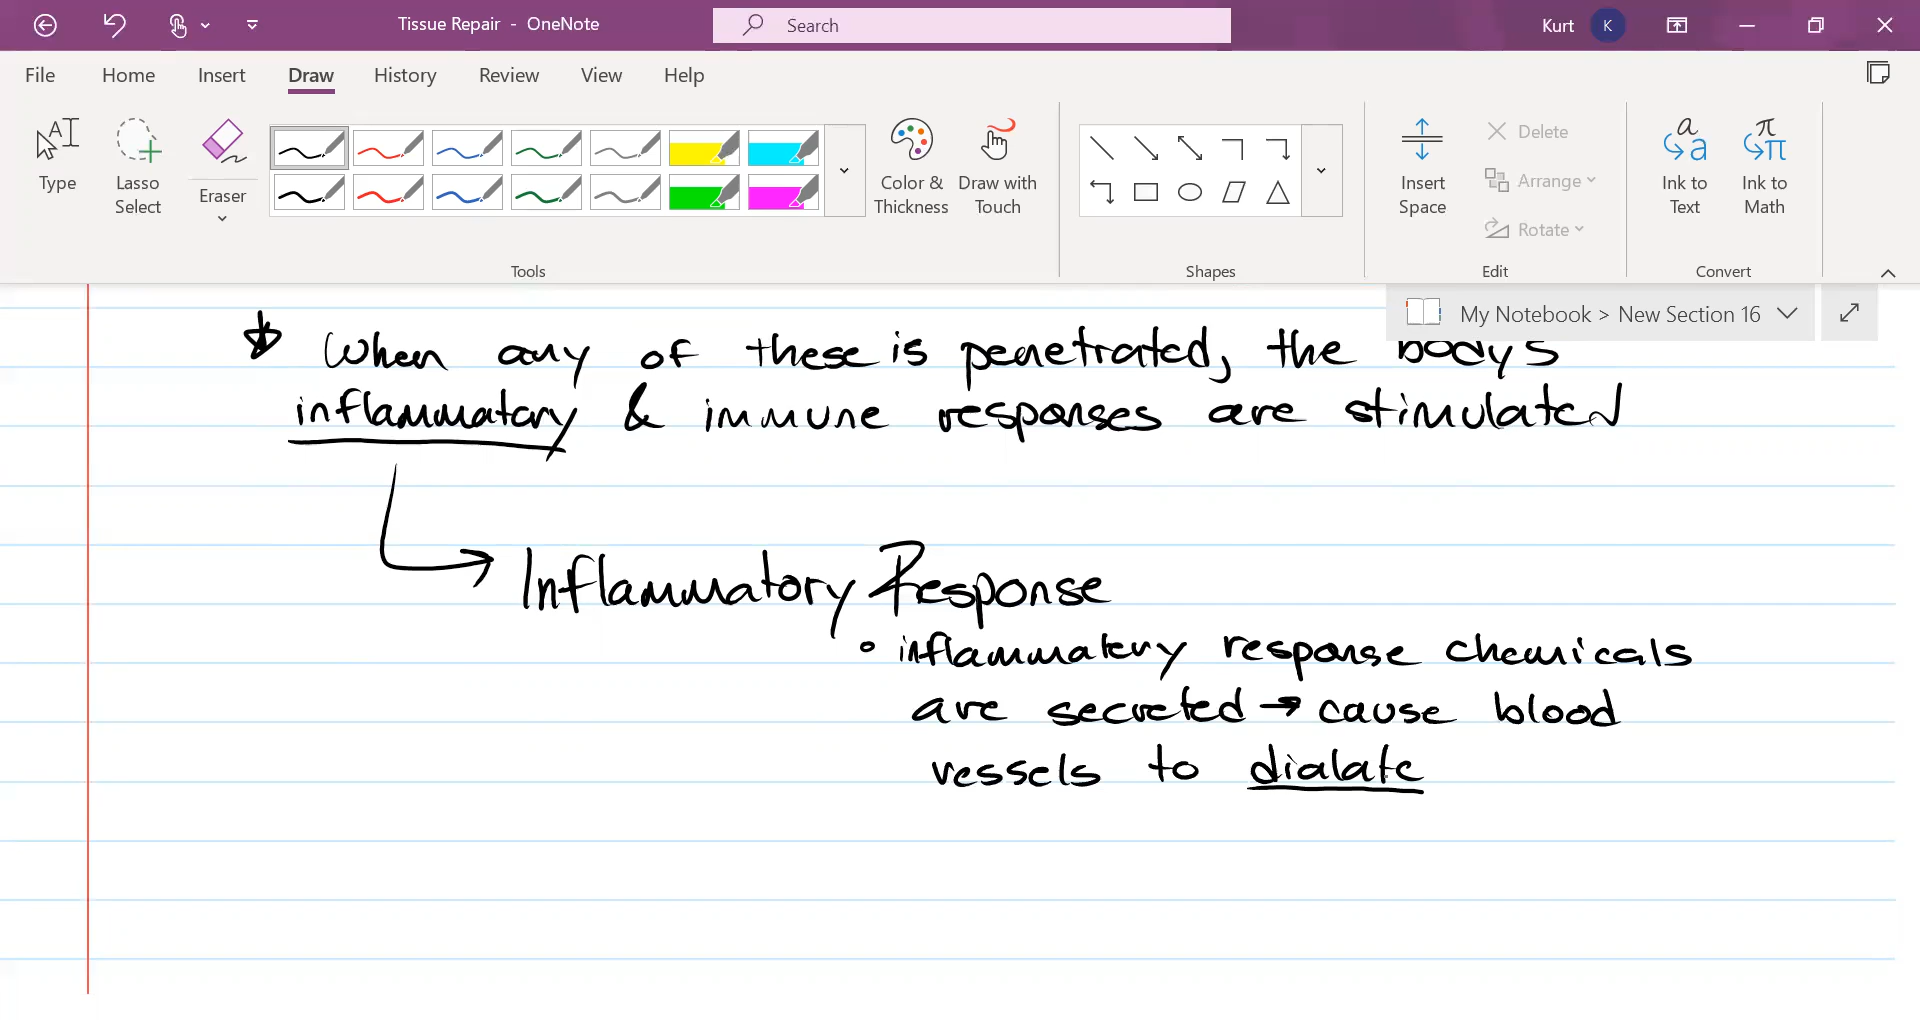 Tissue Repair - OneNote
Search
Kurt
K
File Home Insert Draw History Review View Help
Type
Lasso Select
Eraser
Color & Thickness
Draw with Touch
Insert Space
Delete
Arrange
Rotate
a
a
Ink to Text
π
π
Ink to Math
Tools
Shapes
Edit
Convert
My Notebook > New Section 16
When any of these is penetrated, the body's
inflammatory & immune responses are stimulated
Inflammatory Response
• inflammatory response chemicals
are secreted → cause blood
vessels to dialate